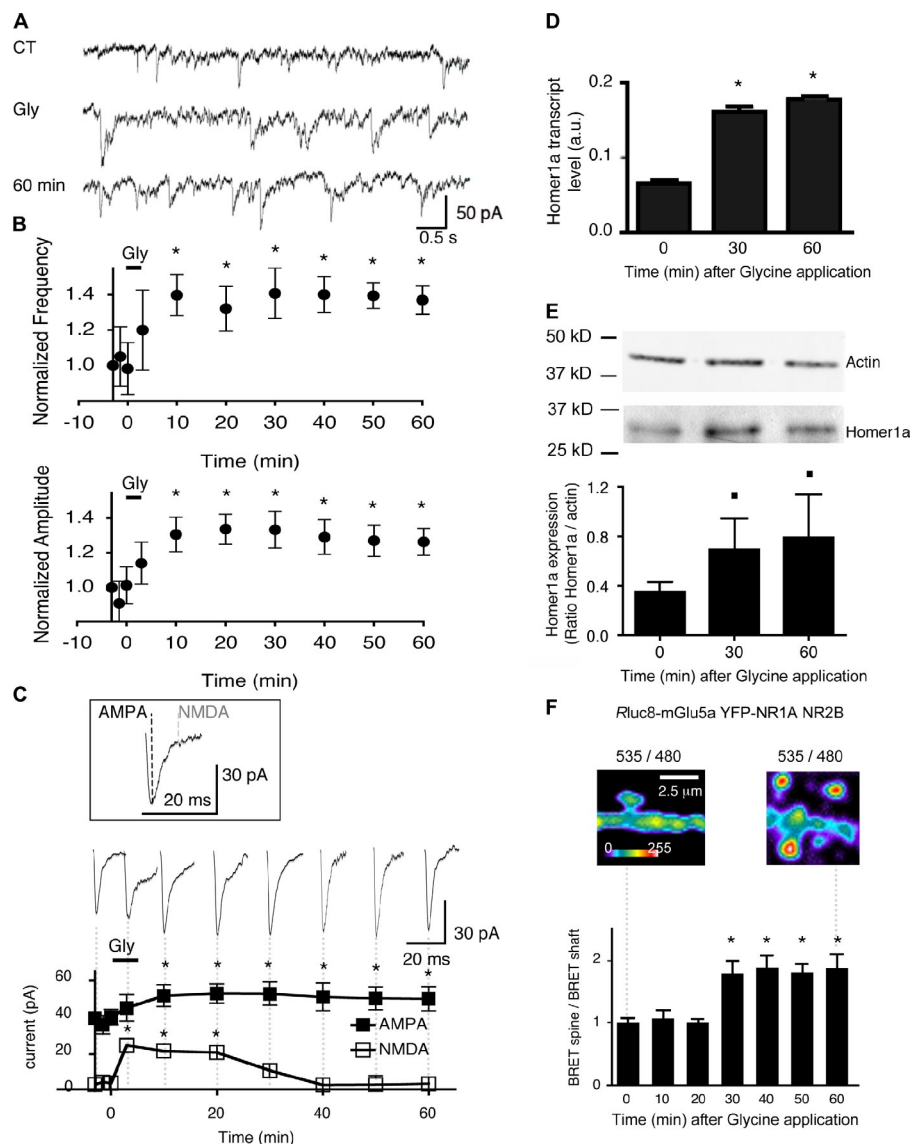 A
CT
Gly
60 min
50 pA
0.5 s
B
Gly
* * * * * *
Normalized Frequency
1.4
1.2
1.0
-10 0 10 20 30 40 50 60
Time (min)
Gly
* * * * * *
Normalized Amplitude
1.4
1.2
1.0
-10 0 10 20 30 40 50 60
Time (min)
C
AMPA NMDA
30 pA
20 ms
30 pA
20 ms
Gly
* * * * * *
* * *
current (pA)
60
40
20
0
AMPA
NMDA
0 20 40 60
Time (min)
D
Homer1a transcript
level (a.u.)
0.2
0.1
0.0
* *
0 30 60
Time (min) after Glycine application
E
50 kD
37 kD
Actin
37 kD
25 kD
Homer1a
Homer1a expression
(Ratio Homer1a / actin)
1.2
0.8
0.4
0.0
0 30 60
Time (min) after Glycine application
F
Rluc8-mGlu5a YFP-NR1A NR2B
535 / 480 535 / 480
2.5 µm
0 255
BRET spine / BRET shaft
2
1
0
* * * *
0 10 20 30 40 50 60
Time (min) after Glycine application